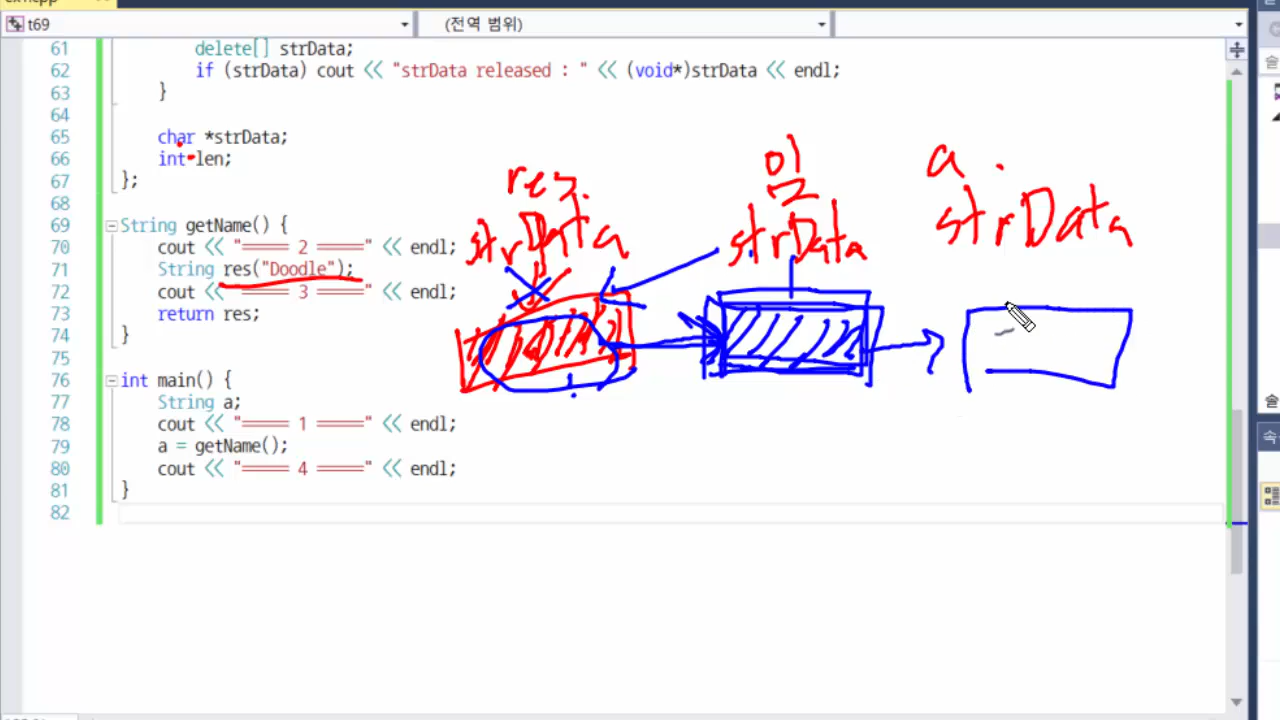 t69 (전역 범위)
61 delete[] strData;
62 if (strData) cout << "strData released : " << (void*)strData << endl;
63 }
64
65 char *strData;
66 int len;
67 };
68
69 String getName() {
70 cout << "===== 2 =====" << endl;
71 String res("Doodle");
72 cout << "===== 3 =====" << endl;
73 return res;
74 }
75
76 int main() {
77 String a;
78 cout << "===== 1 =====" << endl;
79 a = getName();
80 cout << "===== 4 =====" << endl;
81 }
82
res. 임 a.
strData strData strData
솔
솔
속